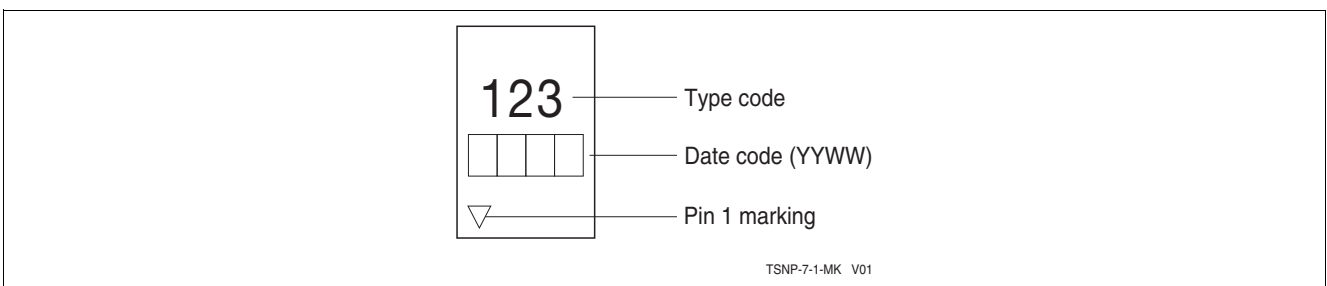 123 Type code
Date code (YYWW)
Pin 1 marking
TSNP-7-1-MK V01